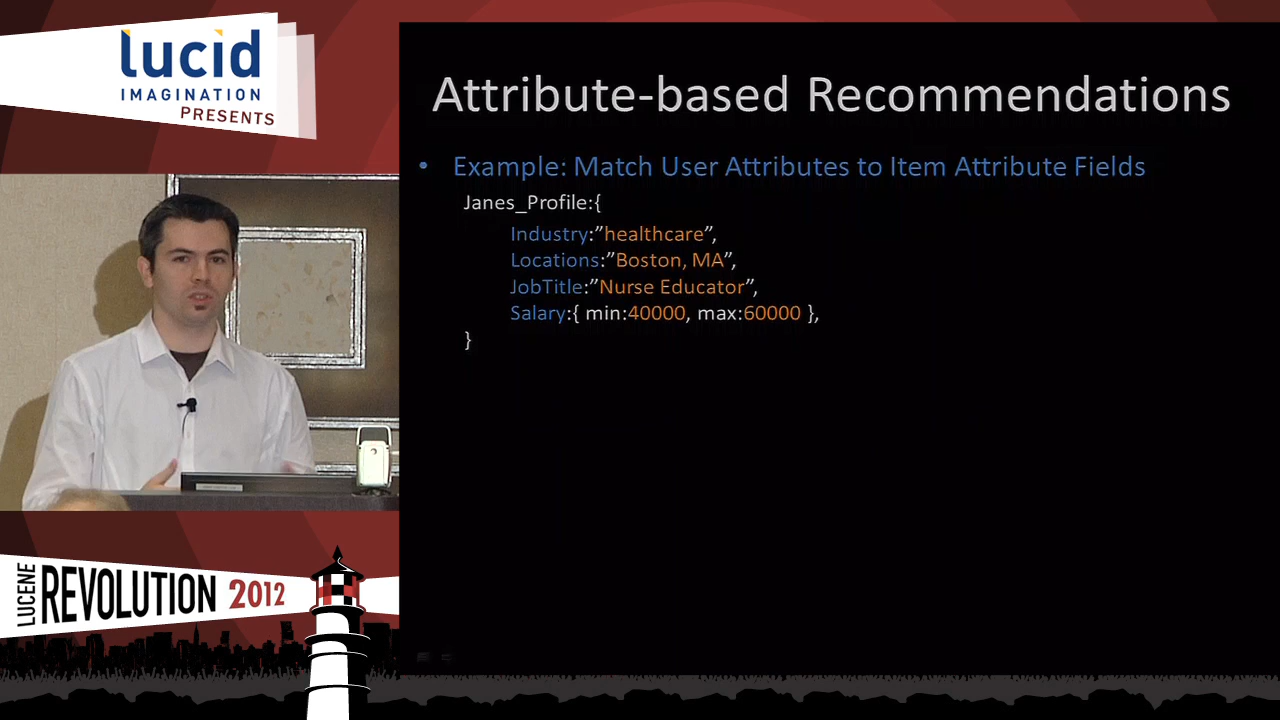 lucid
IMAGINATION
PRESENTS
Attribute-based Recommendations
• Example: Match User Attributes to Item Attribute Fields
Janes_Profile:{
Industry:”healthcare”,
Locations:”Boston, MA”,
JobTitle:”Nurse Educator”,
Salary:{ min:40000, max:60000 },
}
LUCENE
REVOLUTION 2012